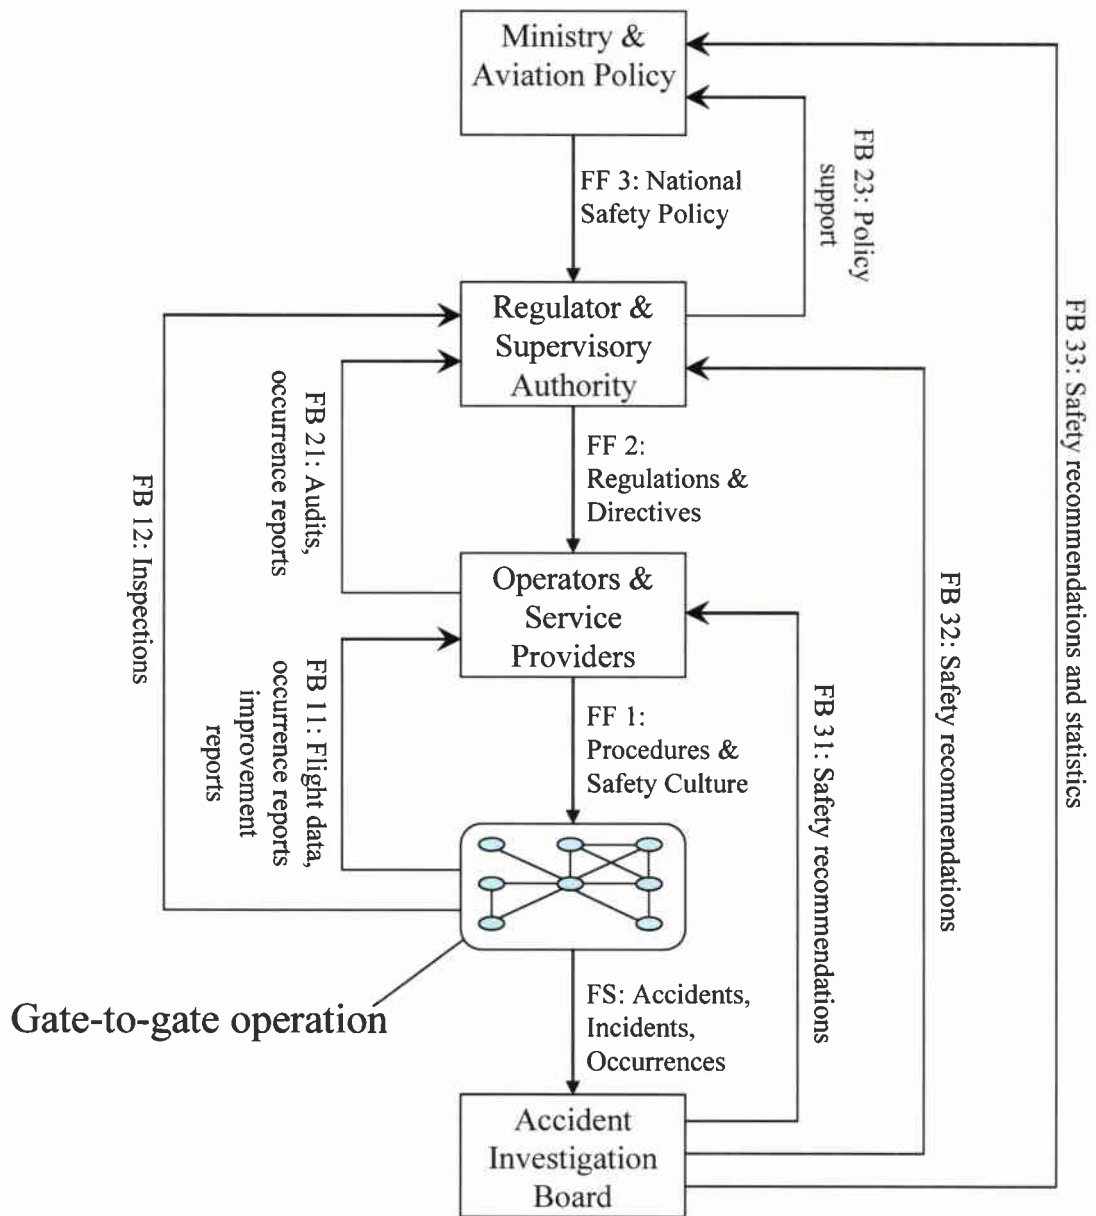 Ministry &
Aviation Policy
FF 3: National
Safety Policy
FB 23: Policy
support
Regulator &
Supervisory
Authority
FF 2:
Regulations &
Directives
FB 21: Audits,
occurrence reports
FB 12: Inspections
Operators &
Service
Providers
FF 1:
Procedures &
Safety Culture
FB 11: Flight data,
occurrence reports
improvement
reports
FB 31: Safety recommendations
FB 32: Safety recommendations
FB 33: Safety recommendations and statistics
Gate-to-gate operation
FS: Accidents,
Incidents,
Occurrences
Accident
Investigation
Board